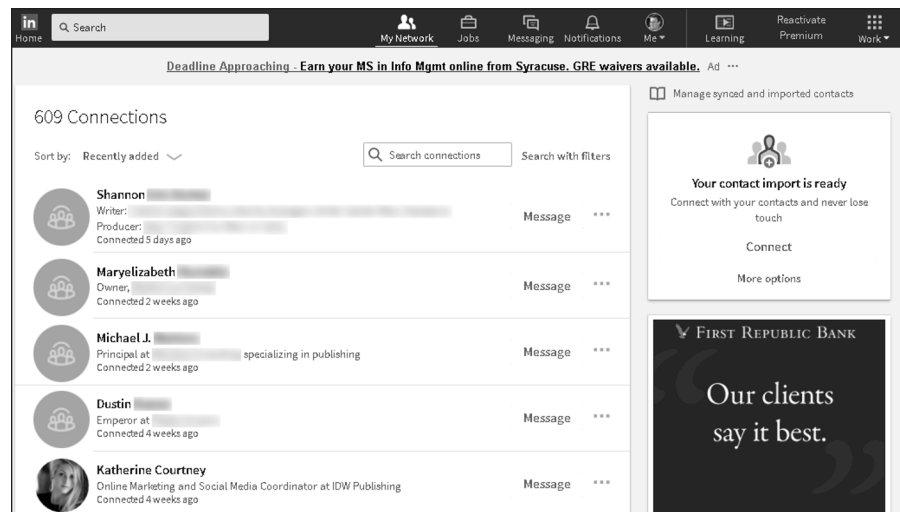 in
Search
Home
My Network
Jobs
Messaging
Notifications
Me
Learning
Reactivate
Premium
Work
Deadline Approaching - Earn your MS in Info Mgmt online from Syracuse. GRE waivers available. Ad ···
609 Connections
Sort by: Recently added
Search connections
Search with filters
Shannon
Writer:
Producer:
Connected 5 days ago
Message
Maryelizabeth
Owner,
Connected 2 weeks ago
Message
Michael J.
Principal at specializing in publishing
Connected 2 weeks ago
Message
Dustin
Emperor at
Connected 4 weeks ago
Message
Katherine Courtney
Online Marketing and Social Media Coordinator at IDW Publishing
Connected 4 weeks ago
Message
Manage synced and imported contacts
Your contact import is ready
Connect with your contacts and never lose
touch
Connect
More options
First Republic Bank
Our clients
say it best.